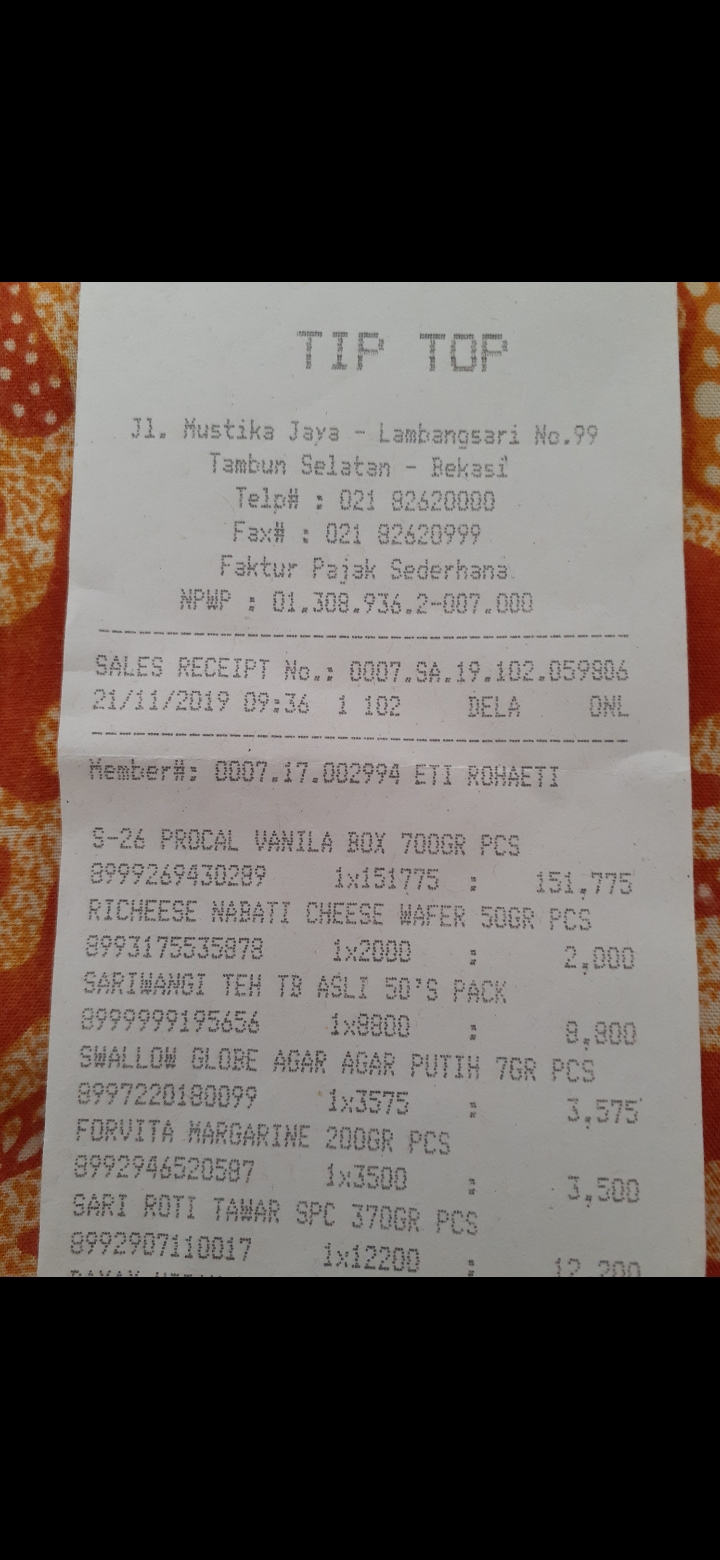 TIP TOP
Jl. Mustika Jaya - Lambangsari No.99
Tambun Selatan - Bekasi
Telp# : 021 82620000
Fax# : 021 82620999
Faktur Pajak Sederhana
NPWP : 01.308.936.2-007.000
SALES RECEIPT No.: 0007.SA.19.102.059806
21/11/2019 09:36 1 102 DELA ONL
Member#: 0007.17.002994 ETI ROHAETI
S-26 PROCAL VANILA BOX 700GR PCS
8999269430289 1x151775 : 151,775
RICHEESE NABATI CHEESE WAFER 50GR PCS
8993175535878 1x2000 : 2,000
SARIWANGI TEH TB ASLI 50'S PACK
8999999195656 1x8800 : 8,800
SWALLOW GLOBE AGAR AGAR PUTIH 7GR PCS
8997220180099 1x3575 : 3,575
FORVITA MARGARINE 200GR PCS
8992946520587 1x3500 : 3,500
SARI ROTI TAWAR SPC 370GR PCS
8992907110017 1x12200 : 12,200